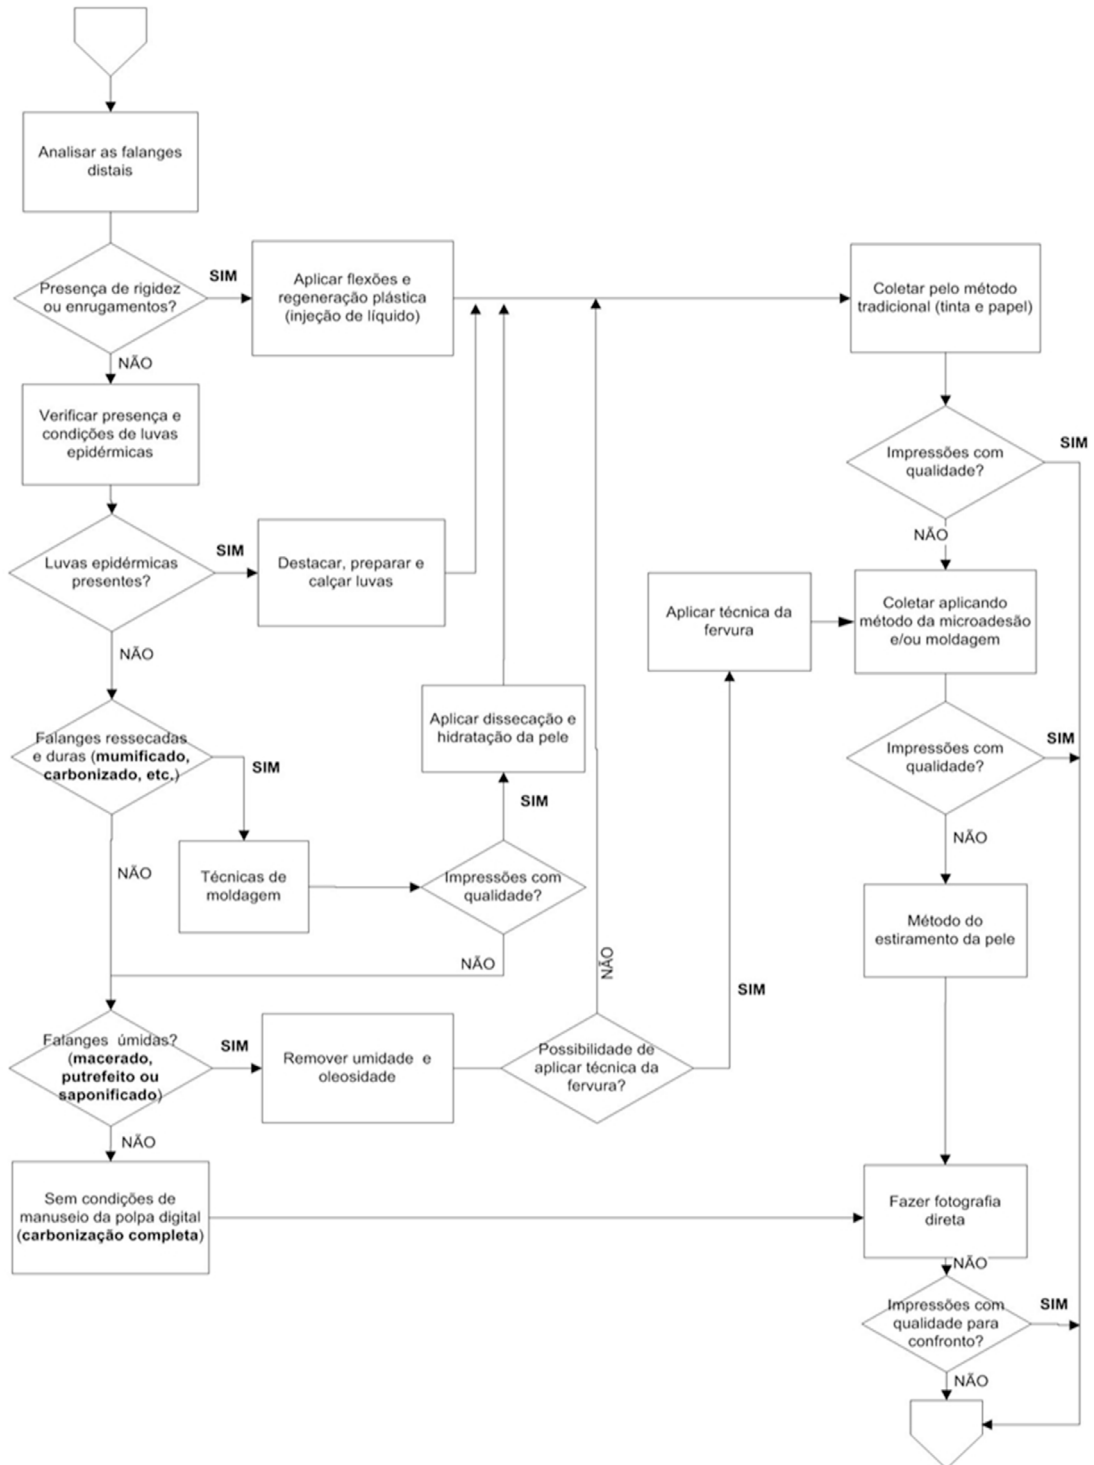 Analisar as falanges
distais
Presença de rigidez
ou enrugamentos?
SIM
NÃO
Aplicar flexões e
regeneração plástica
(injeção de líquido)
Coletar pelo método
tradicional (tinta e papel)
Verificar presença e
condições de luvas
epidérmicas
Impressões com
qualidade?
SIM
NÃO
Luvas epidérmicas
presentes?
SIM
NÃO
Destacar, preparar e
calçar luvas
Aplicar técnica da
fervura
Coletar aplicando
método da microadesão
e/ou moldagem
Falanges ressecadas
e duras (mumificado,
carbonizado, etc.)
SIM
NÃO
Aplicar dissecação e
hidratação da pele
SIM
Impressões com
qualidade?
SIM
NÃO
Técnicas de
moldagem
Impressões com
qualidade?
NÃO
Método do
estiramento da pele
NÃO
SIM
Falanges úmidas?
(macerado,
putrefeito ou
saponificado)
SIM
NÃO
Remover umidade e
oleosidade
Possibilidade de
aplicar técnica da
fervura?
Sem condições de
manuseio da polpa digital
(carbonização completa)
Fazer fotografia
direta
NÃO
Impressões com
qualidade para
confronto?
SIM
NÃO